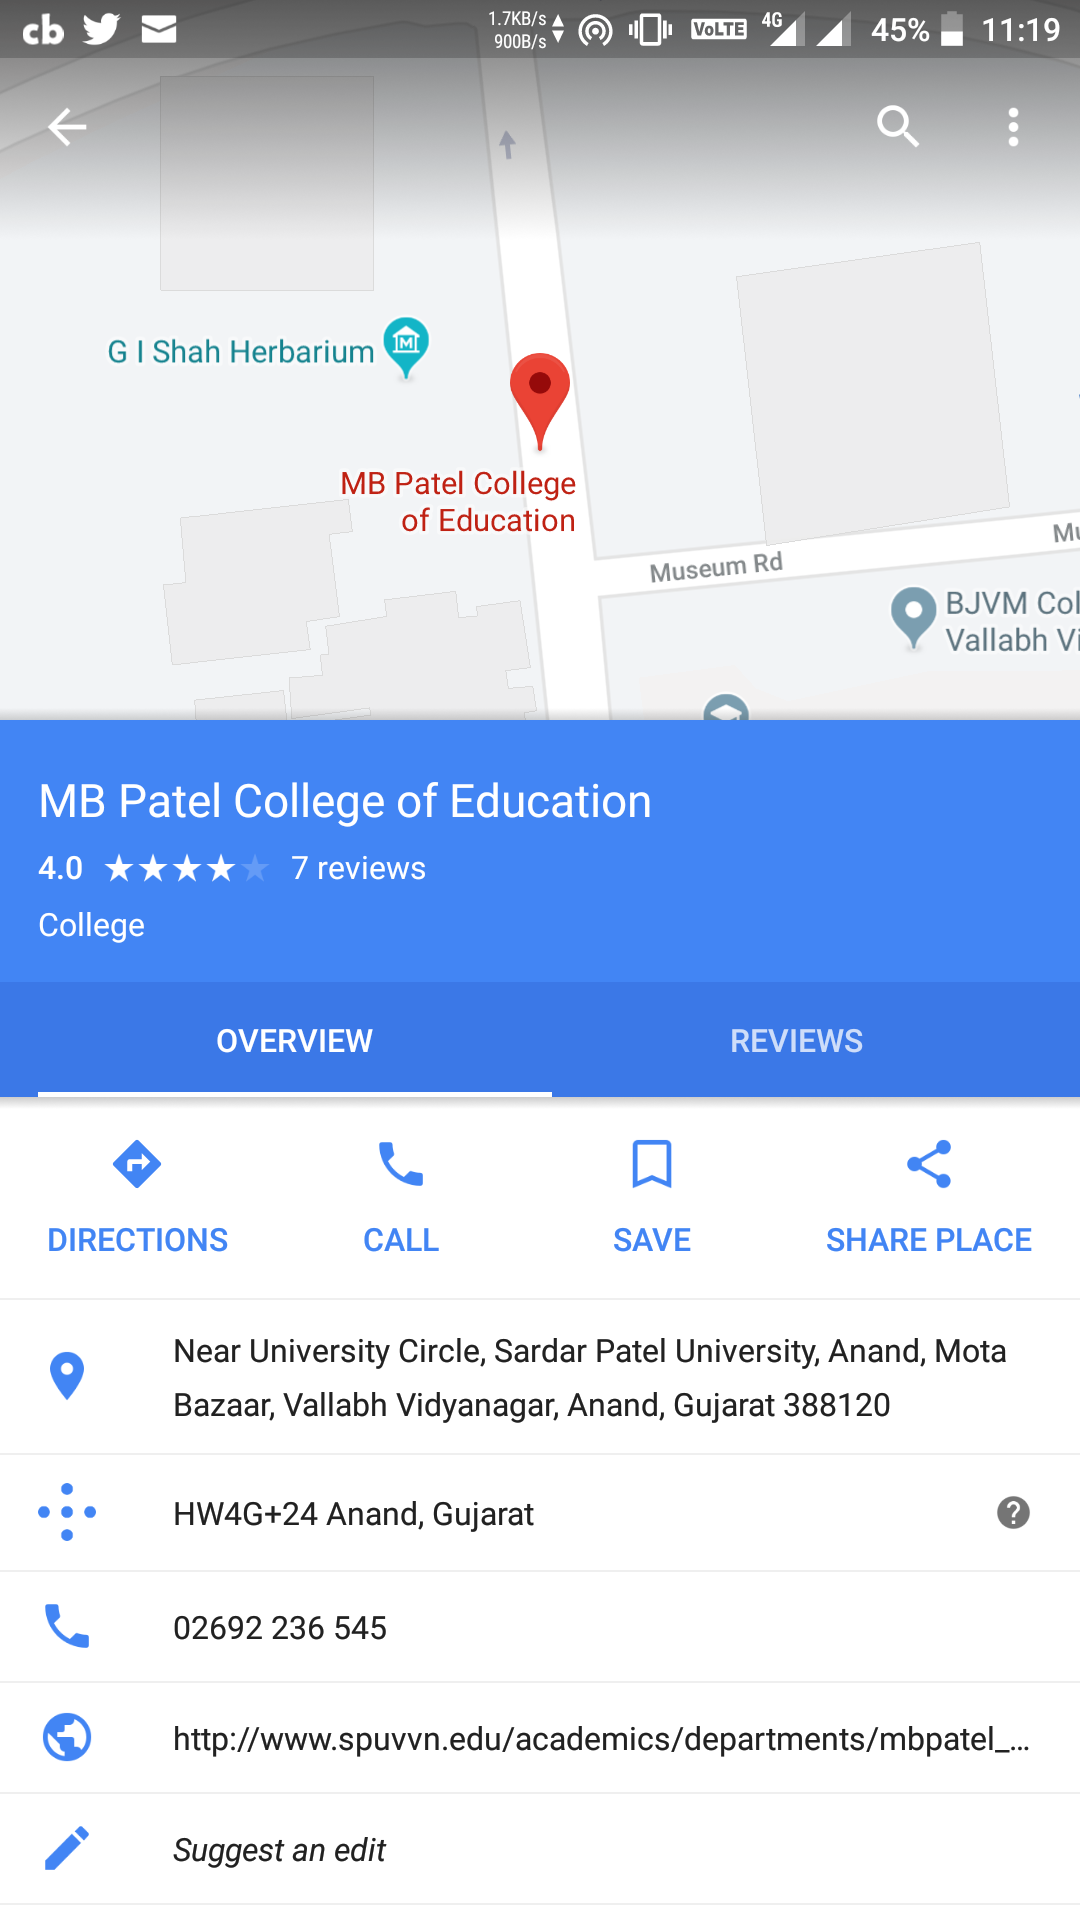 cb 1.7KB/s 900B/s VoLTE 4G 45% 11:19
G I Shah Herbarium
MB Patel College
of Education
Museum Rd
BJVM Col
Vallabh Vi
MB Patel College of Education
4.0 7 reviews
College
OVERVIEW REVIEWS
DIRECTIONS CALL SAVE SHARE PLACE
Near University Circle, Sardar Patel University, Anand, Mota
Bazaar, Vallabh Vidyanagar, Anand, Gujarat 388120
HW4G+24 Anand, Gujarat
02692 236 545
http://www.spuvvn.edu/academics/departments/mbpatel_...
Suggest an edit